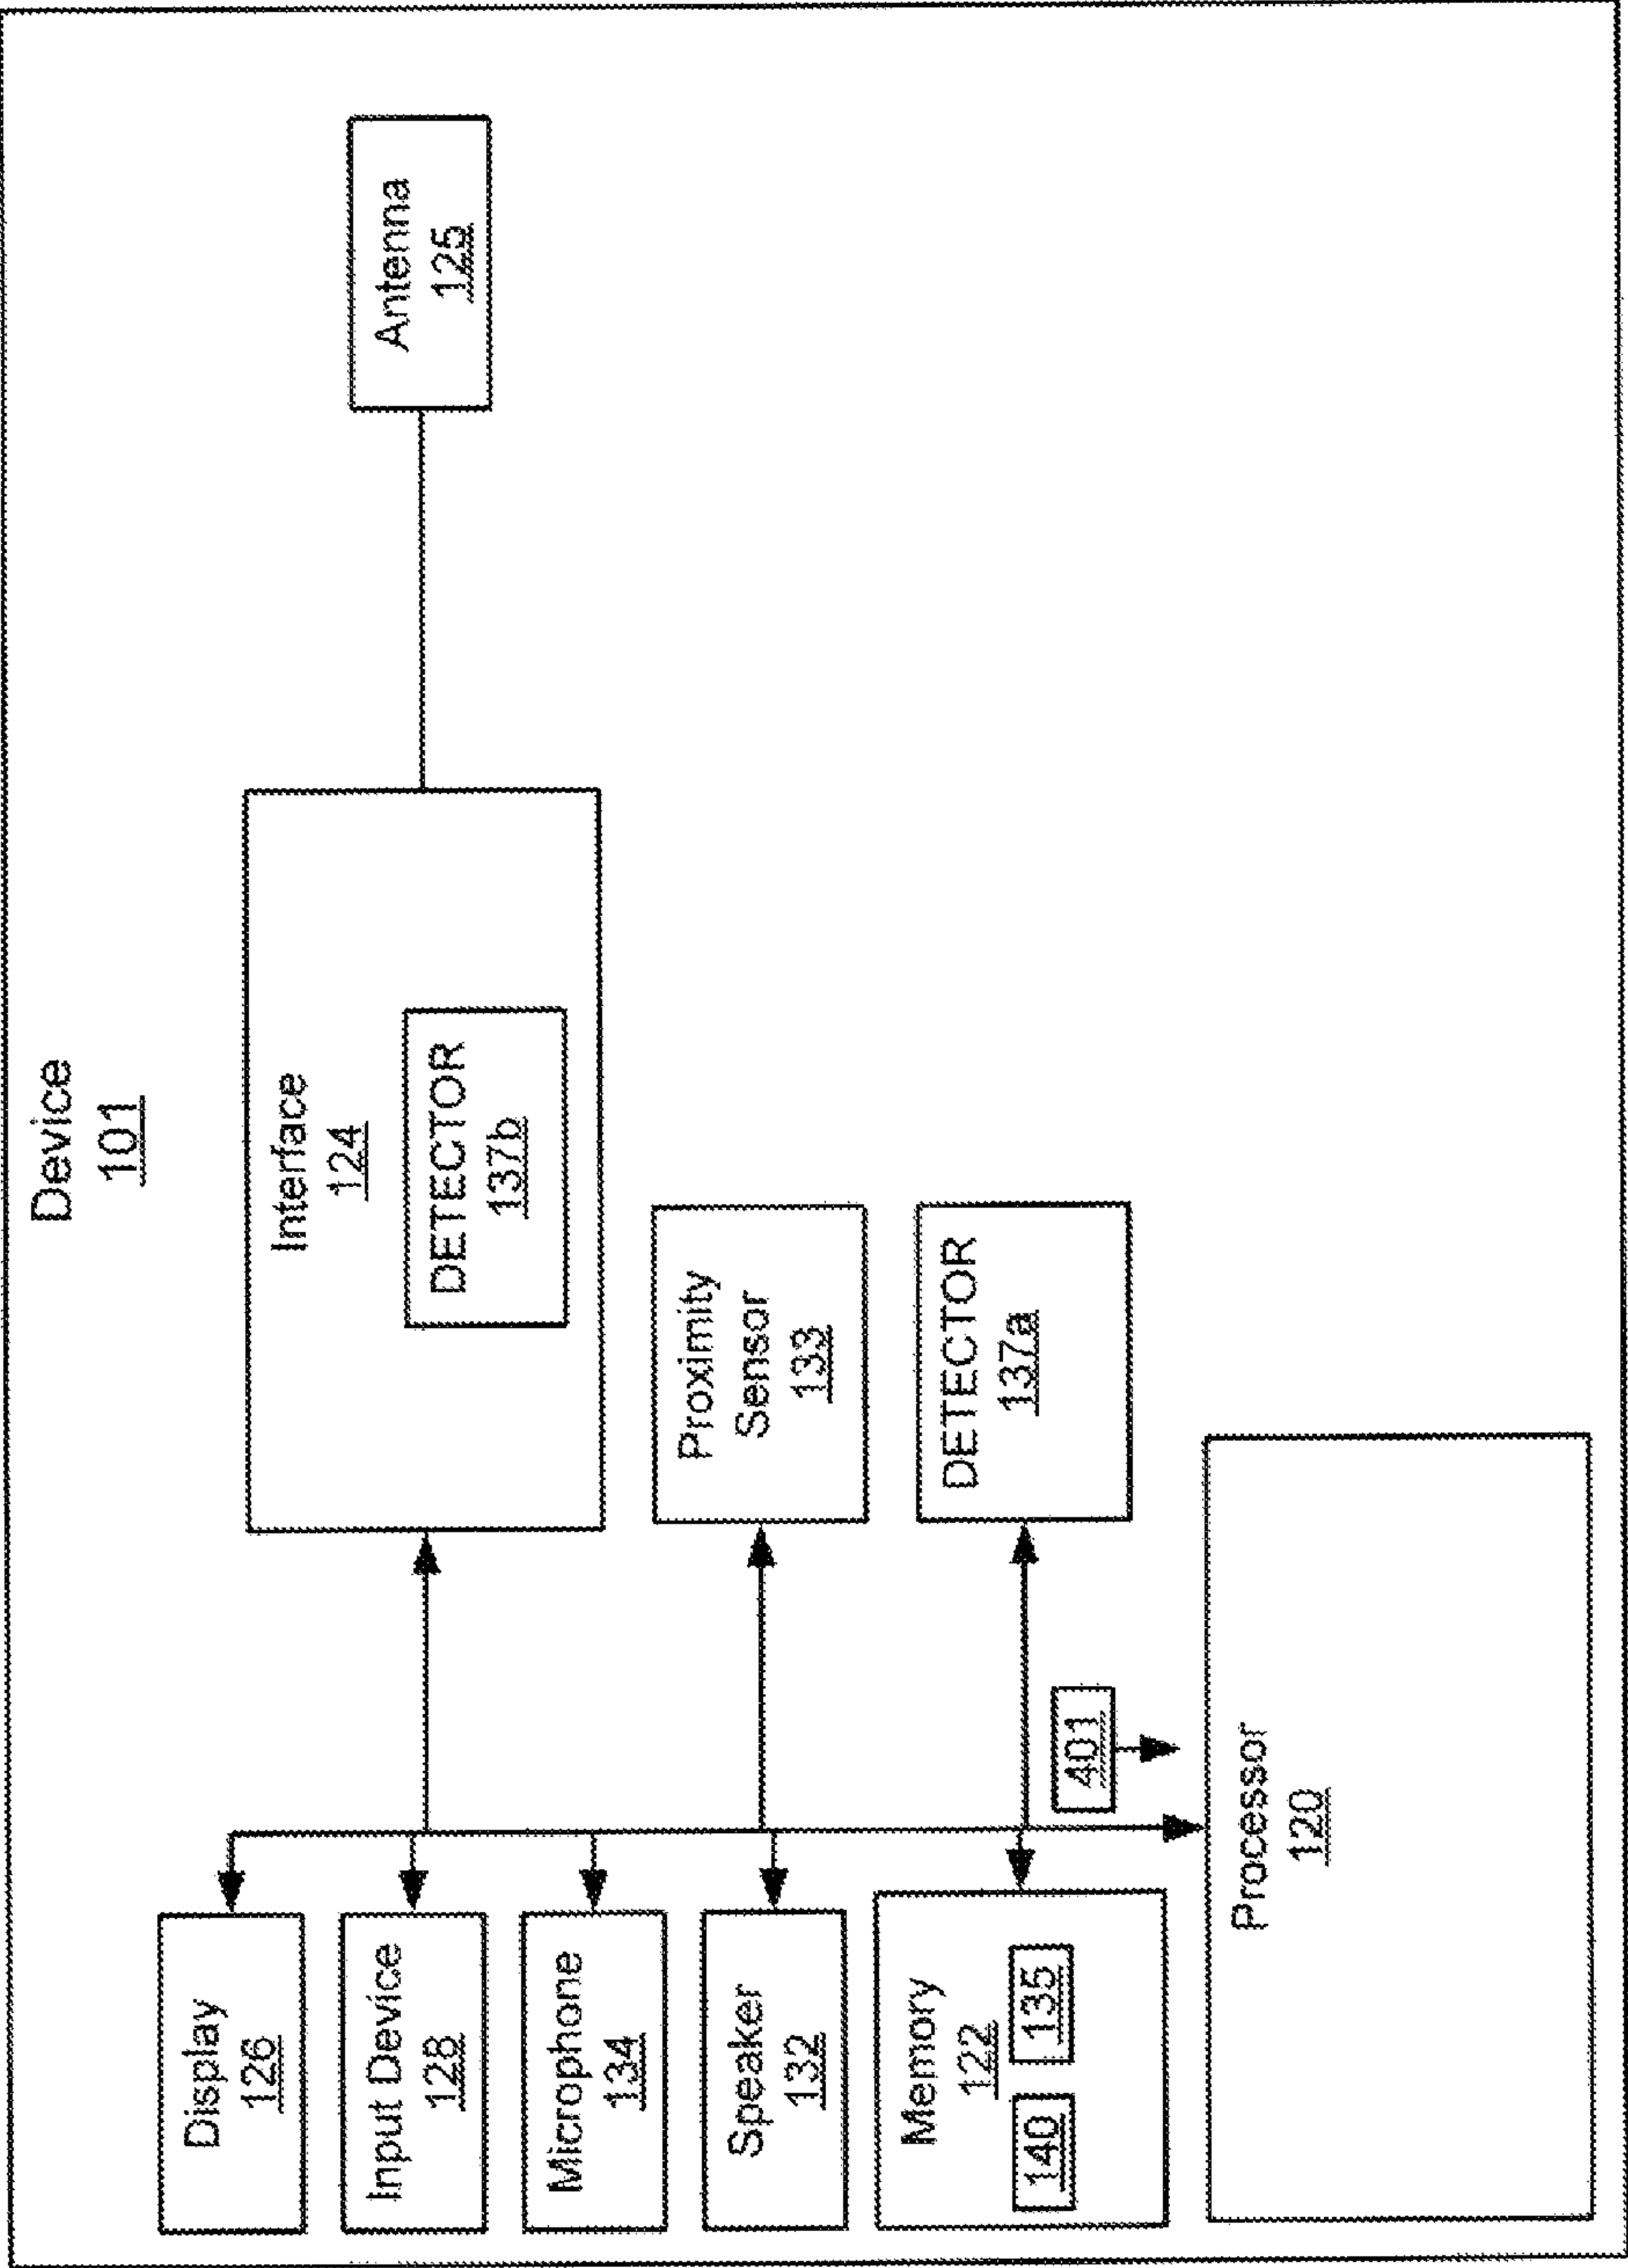 Device
101
Display
126
Input Device
128
Microphone
134
Speaker
132
Memory
122
140
135
Interface
124
DETECTOR
137b
Antenna
125
Proximity
Sensor
133
DETECTOR
137a
401
Processor
120